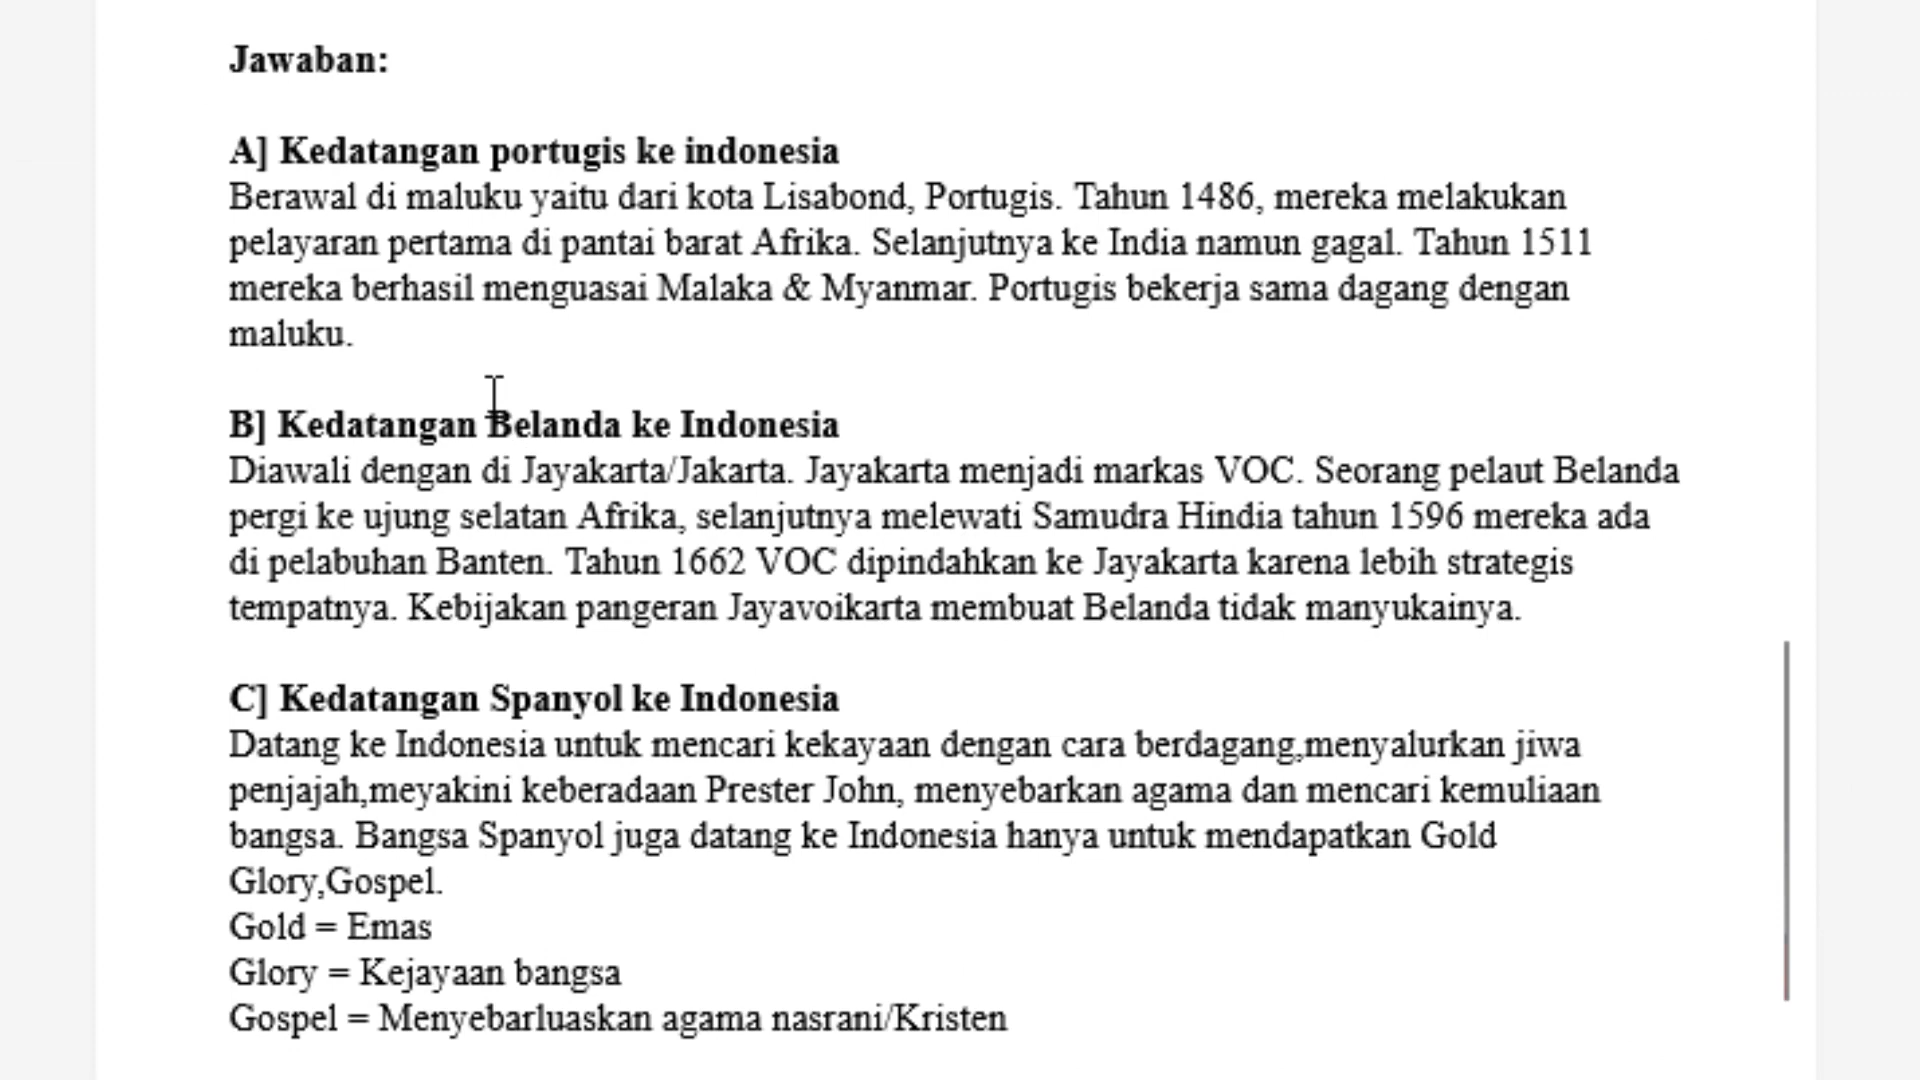 Jawaban:
A] Kedatangan portugis ke indonesia
Berawal di maluku yaitu dari kota Lisabond, Portugis. Tahun 1486, mereka melakukan
pelayaran pertama di pantai barat Afrika. Selanjutnya ke India namun gagal. Tahun 1511
mereka berhasil menguasai Malaka & Myanmar. Portugis bekerja sama dagang dengan
maluku.
B] Kedatangan Belanda ke Indonesia
Diawali dengan di Jayakarta/Jakarta. Jayakarta menjadi markas VOC. Seorang pelaut Belanda
pergi ke ujung selatan Afrika, selanjutnya melewati Samudra Hindia tahun 1596 mereka ada
di pelabuhan Banten. Tahun 1662 VOC dipindahkan ke Jayakarta karena lebih strategis
tempatnya. Kebijakan pangeran Jayavoikarta membuat Belanda tidak manyukainya.
C] Kedatangan Spanyol ke Indonesia
Datang ke Indonesia untuk mencari kekayaan dengan cara berdagang,menyalurkan jiwa
penjajah,meyakini keberadaan Prester John, menyebarkan agama dan mencari kemuliaan
bangsa. Bangsa Spanyol juga datang ke Indonesia hanya untuk mendapatkan Gold
Glory,Gospel.
Gold = Emas
Glory = Kejayaan bangsa
Gospel = Menyebarluaskan agama nasrani/Kristen